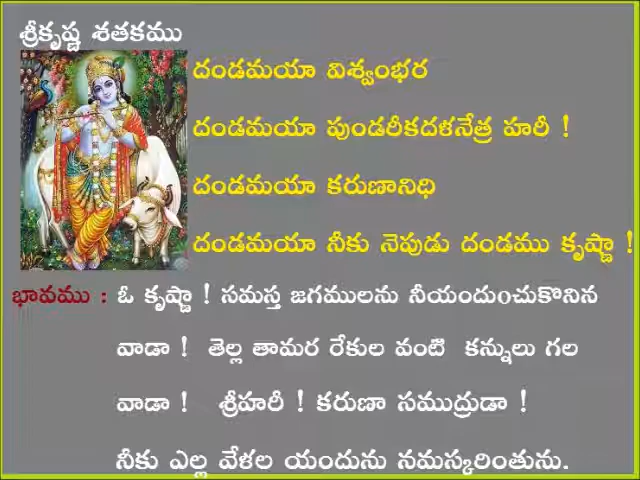 శ్రీకృష్ణ శతకము
దండమయా విశ్వంభర
దండమయా పుండరీకదళనేత్ర హరీ !
దండమయా కరుణానిధి
దండమయా నీకు నెపుడు దండము కృష్ణా !
భావము : ఓ కృష్ణా ! సమస్త జగములను నీయందుంచుకొనిన
వాడా ! తెల్ల తామర రేకుల వంటి కన్నులు గల
వాడా ! శ్రీహరీ ! కరుణా సముద్రుడా !
నీకు ఎల్ల వేళల యందును నమస్కరింతును.